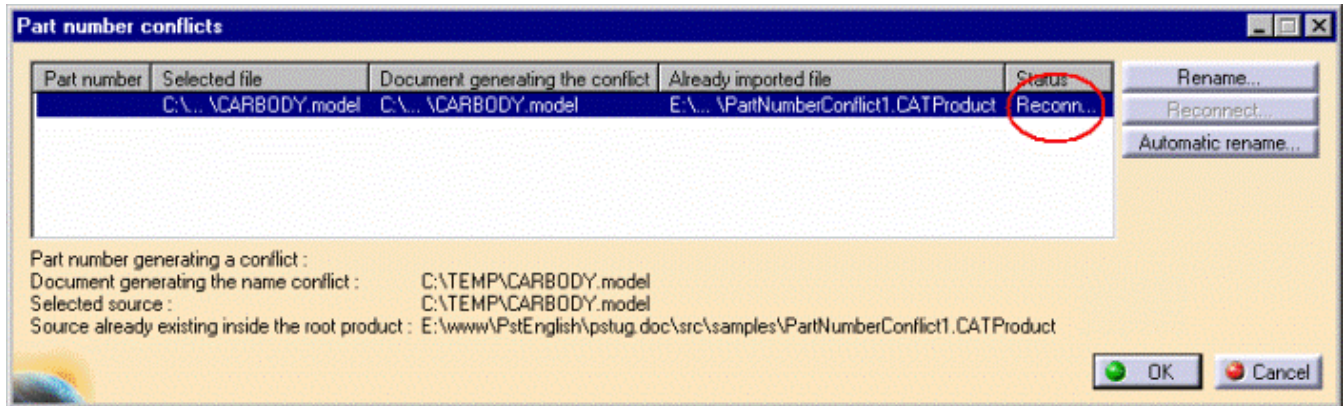 Part number conflicts
Part number Selected file Document generating the conflict Already imported file Status
C:\... \CARBODY.model C:\... \CARBODY.model E:\... \PartNumberConflict1.CATProduct Reconn...
Rename...
Reconnect...
Automatic rename...
Part number generating a conflict :
Document generating the name conflict : C:\TEMP\CARBODY.model
Selected source : C:\TEMP\CARBODY.model
Source already existing inside the root product : E:\www\PstEnglish\pstug.doc\src\samples\PartNumberConflict1.CATProduct
OK Cancel